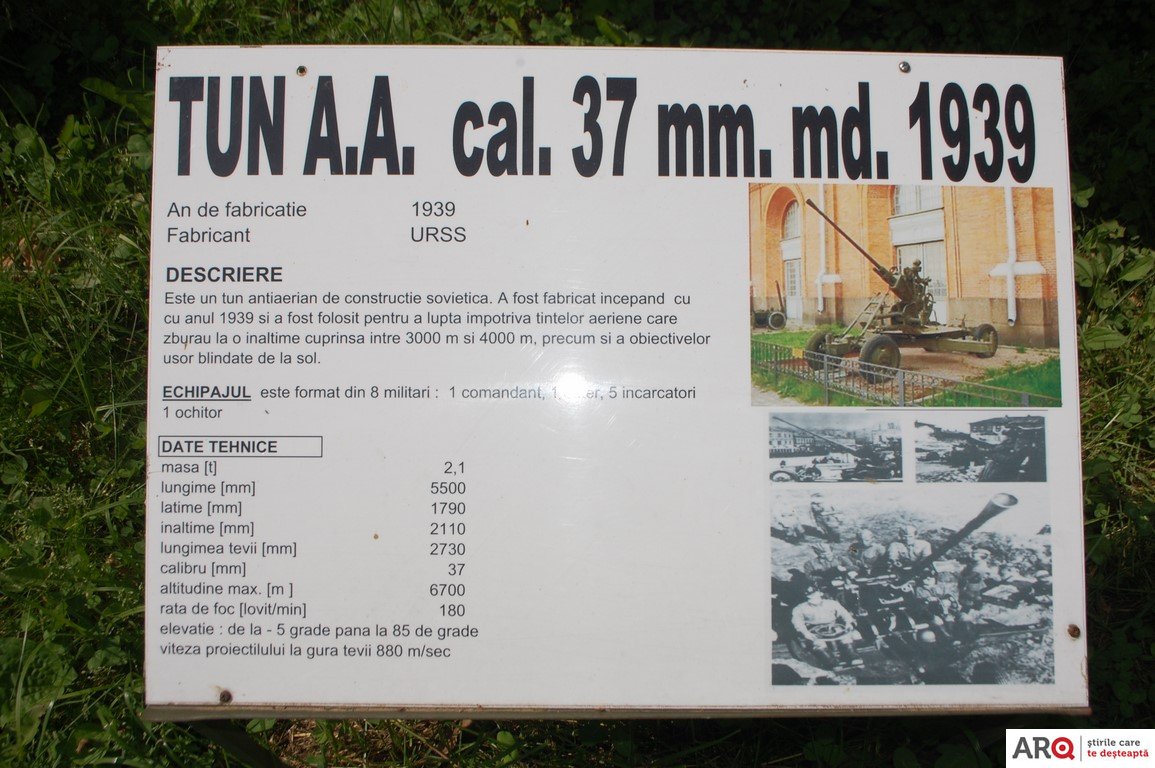 TUN A.A. cal. 37 mm. md. 1939
An de fabricatie 1939
Fabricant URSS
DESCRIERE
Este un tun antiaerian de constructie sovietica. A fost fabricat incepand cu
cu anul 1939 si a fost folosit pentru a lupta impotriva tintelor aeriene care
zburau la o inaltime cuprinsa intre 3000 m si 4000 m, precum si a obiectivelor
usor blindate de la sol.
ECHIPAJUL este format din 8 militari : 1 comandant, 5 incarcatori
1 ochitor
DATE TEHNICE
masa [t] 2,1
lungime [mm] 5500
latime [mm] 1790
inaltime [mm] 2110
lungimea tevii [mm] 2730
calibru [mm] 37
altitudine max. [m ] 6700
rata de foc [lovit/min] 180
elevatie : de la - 5 grade pana la 85 de grade
viteza proiectilului la gura tevii 880 m/sec
ARQ
știrile care
te deșteaptă